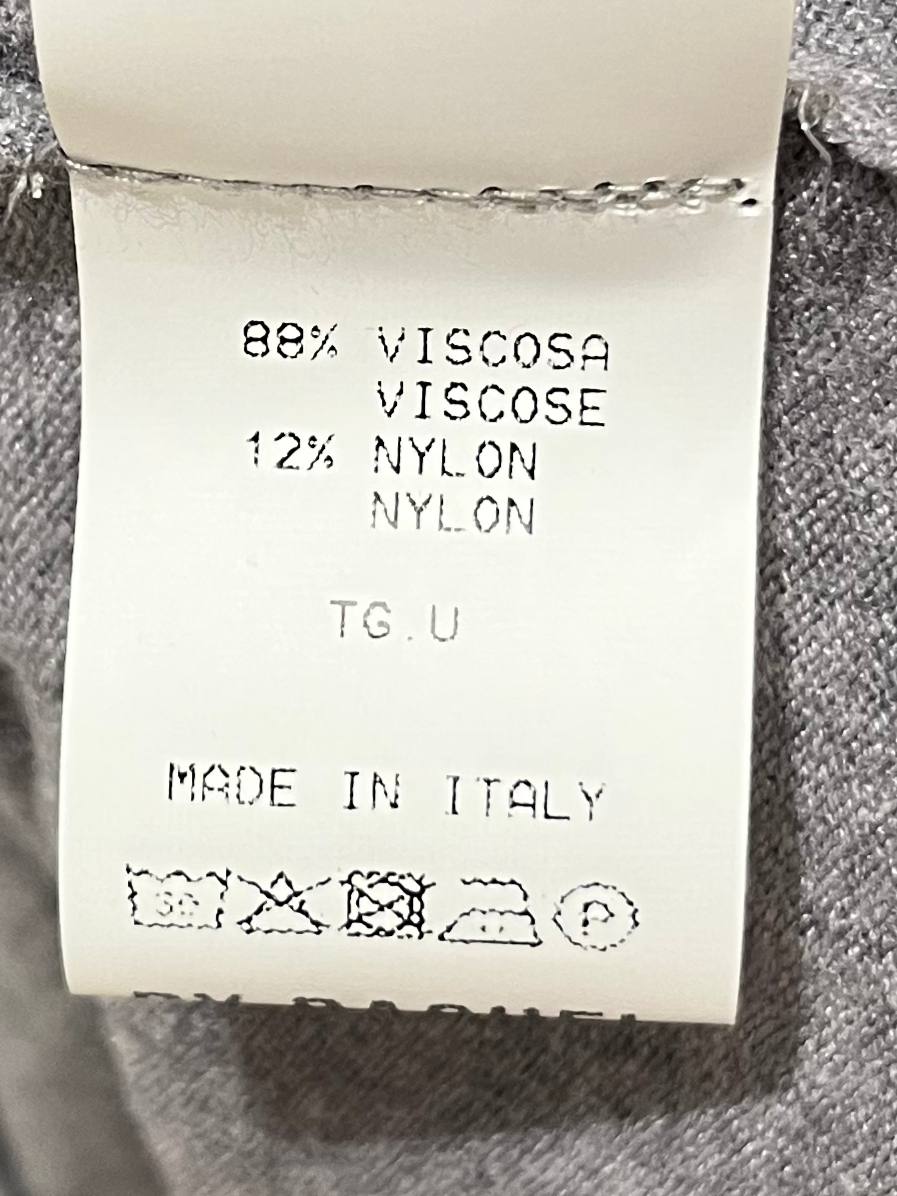 88% VISCOSA
VISCOSE
12% NYLON
NYLON
TG.U
MADE IN ITALY
P